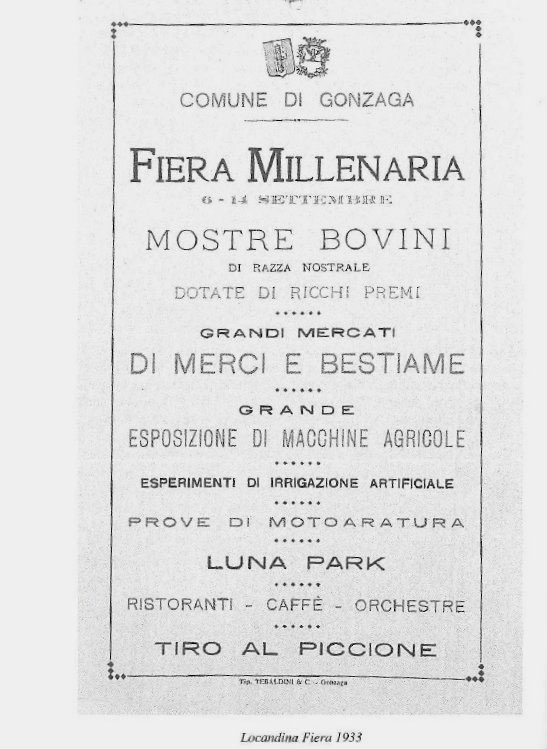 COMUNE DI GONZAGA
FIERA MILLENARIA
6 - 14 SETTEMBRE
MOSTRE BOVINI
DI RAZZA NOSTRALE
DOTATE DI RICCHI PREMI
GRANDI MERCATI
DI MERCI E BESTIAME
GRANDE
ESPOSIZIONE DI MACCHINE AGRICOLE
ESPERIMENTI DI IRRIGAZIONE ARTIFICIALE
PROVE DI MOTOARATURA
LUNA PARK
RISTORANTI - CAFFÈ - ORCHESTRE
TIRO AL PICCIONE
Tip. TEBALDINI & C. - Gonzaga
Locandina Fiera 1933